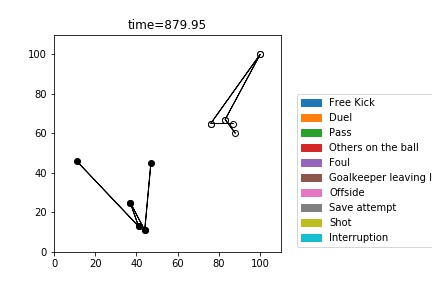 time=879.95
100
80
60
40
20
0
0 20 40 60 80 100
Free Kick
Duel
Pass
Others on the ball
Foul
Goalkeeper leaving l
Offside
Save attempt
Shot
Interruption